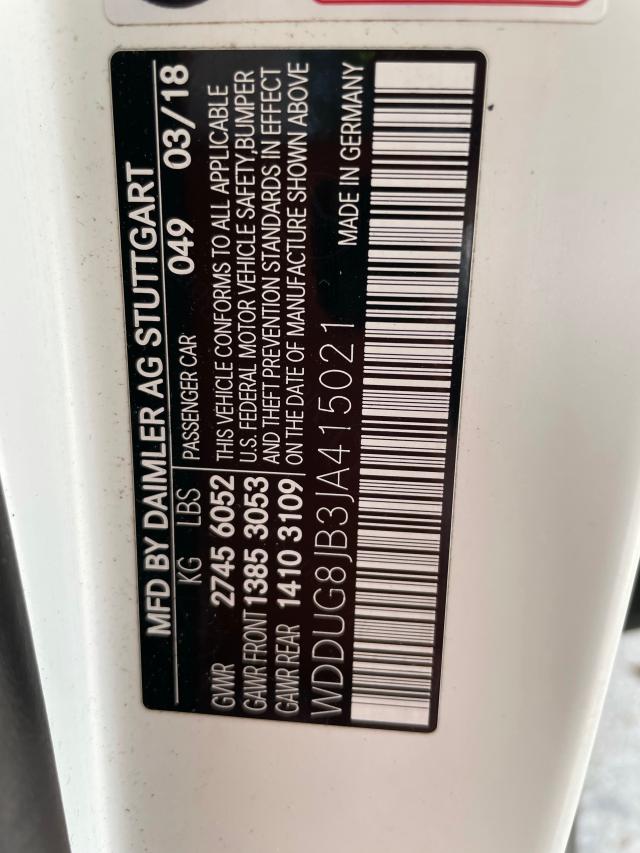 MFD BY DAIMLER AG STUTTGART
KG LBS PASSENGER CAR 049 03/18
GVWR 2745 6052 THIS VEHICLE CONFORMS TO ALL APPLICABLE
GAWR FRONT 1385 3053 U.S. FEDERAL MOTOR VEHICLE SAFETY,BUMPER
GAWR REAR 1410 3109 AND THEFT PREVENTION STANDARDS IN EFFECT
ON THE DATE OF MANUFACTURE SHOWN ABOVE
WDDUG8JB3JA415021 MADE IN GERMANY